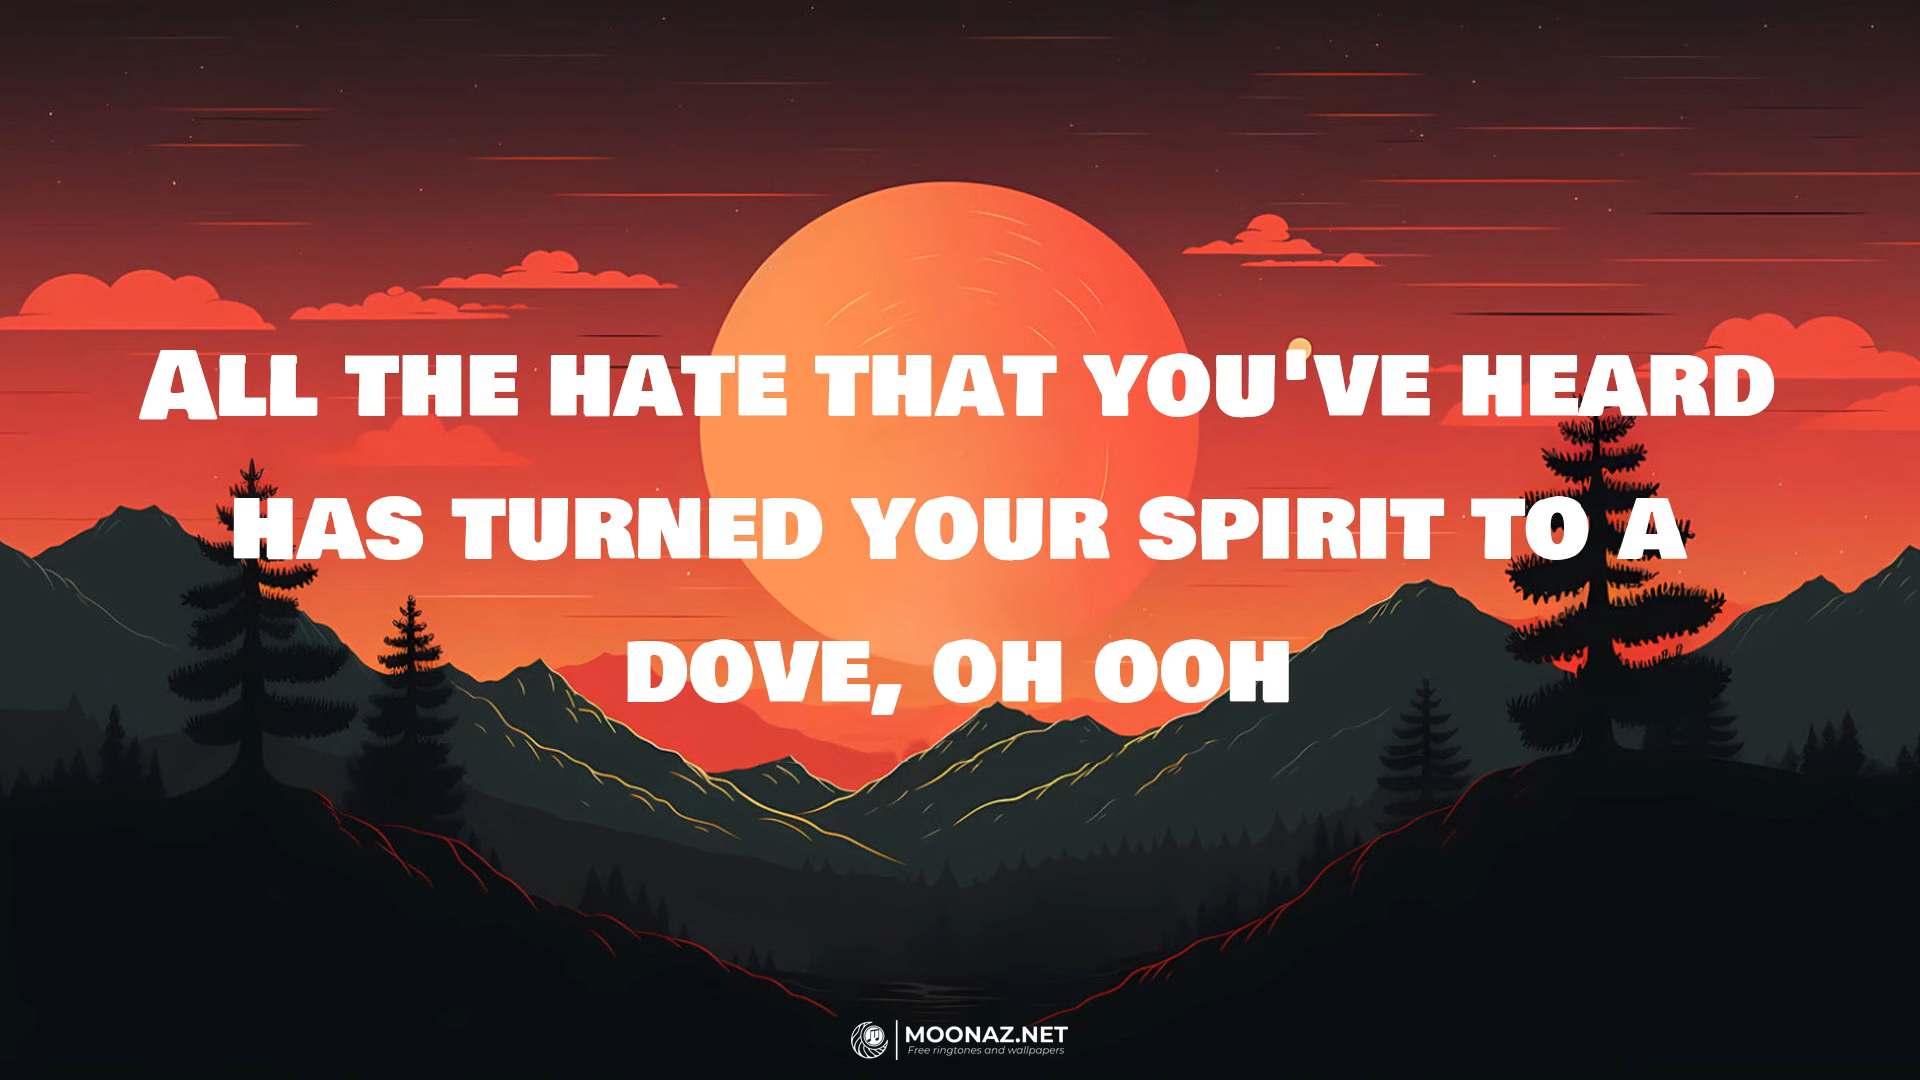 All the hate that you've heard
has turned your spirit to a
dove, oh ooh
MOONAZ.NET
Free ringtones and wallpapers